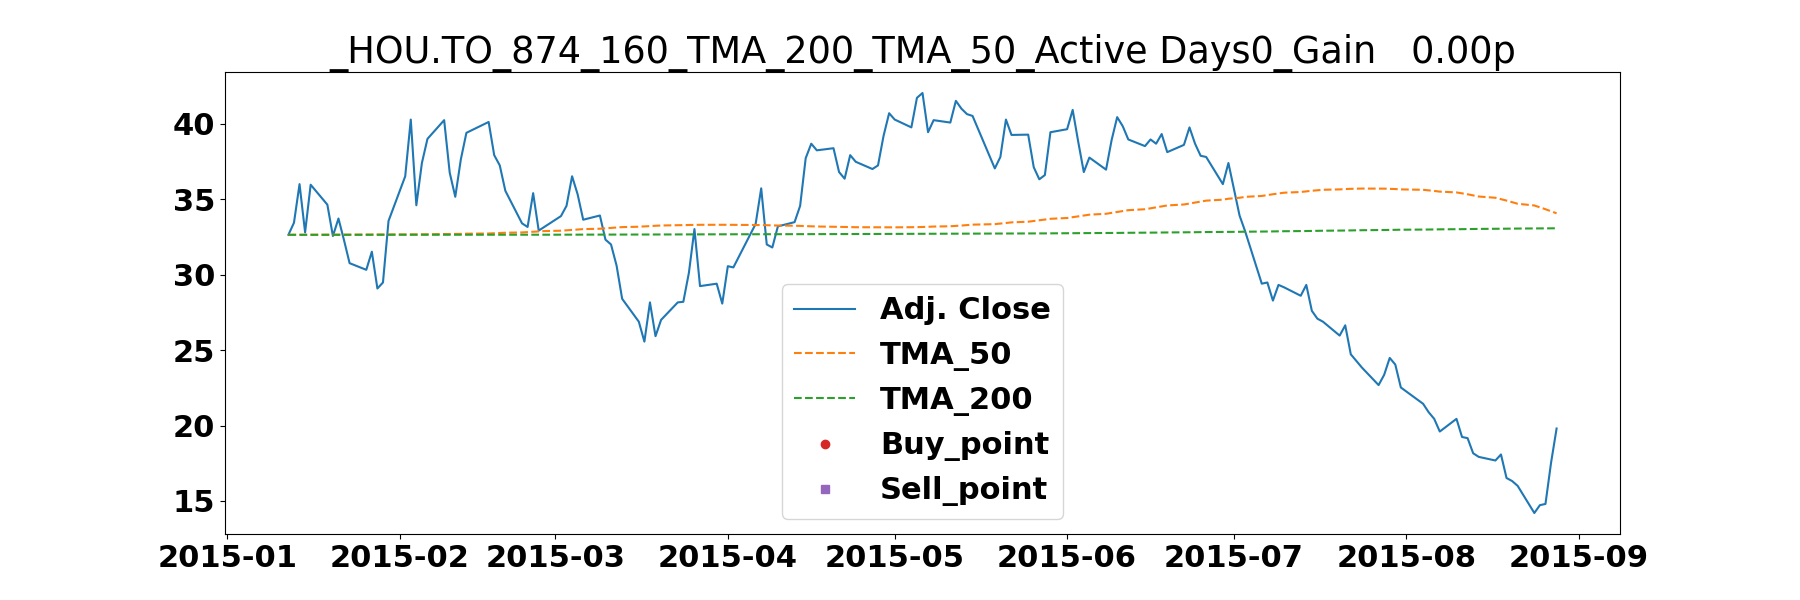 _HOU.TO_874_160_TMA_200_TMA_50_Active Days0_Gain   0.00p
40
35
30
25
20
15
Adj. Close
TMA_50
TMA_200
Buy_point
Sell_point
2015-01 2015-02 2015-03 2015-04 2015-05 2015-06 2015-07 2015-08 2015-09